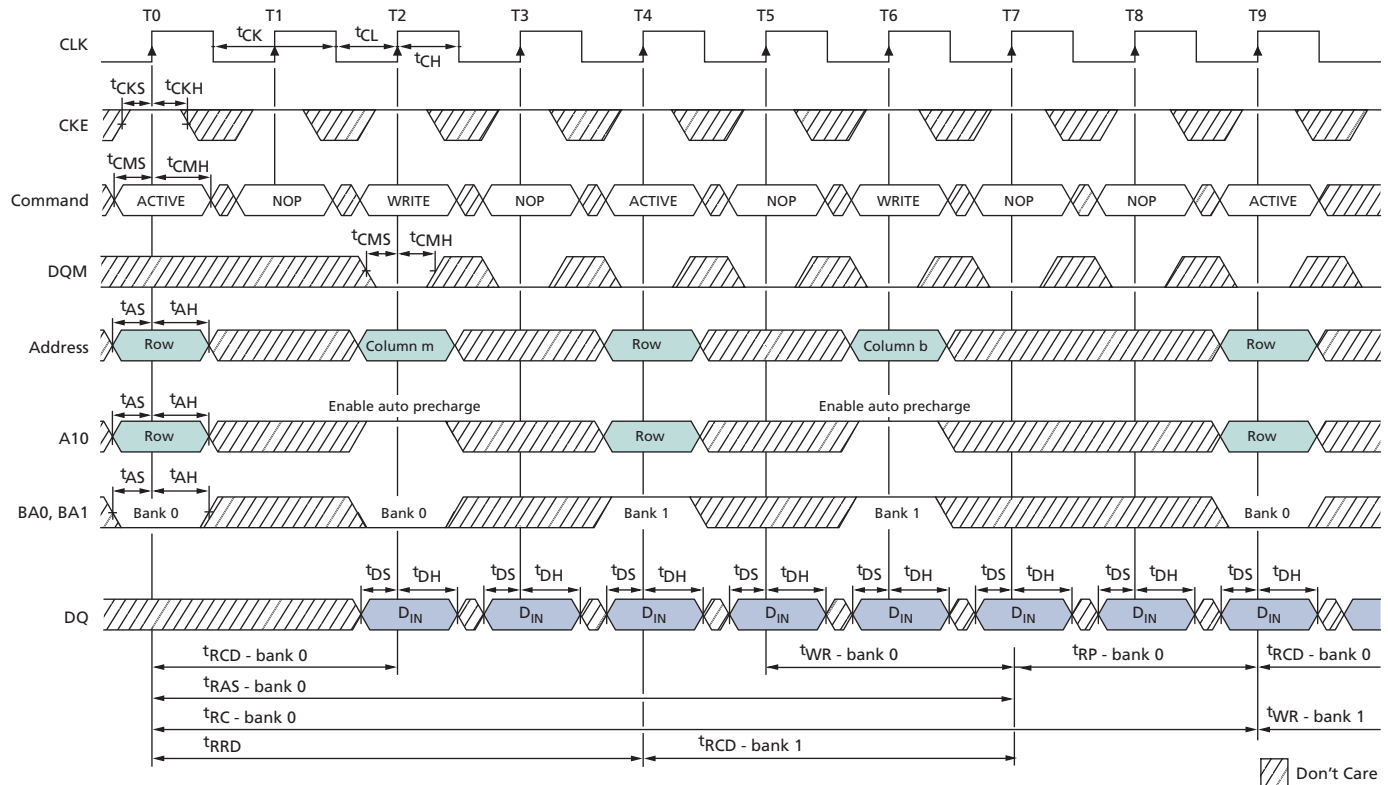 T0 T1 T2 T3 T4 T5 T6 T7 T8 T9
CLK tCK tCL tCH
tCKS tCKH
CKE
tCMS tCMH
Command ACTIVE NOP WRITE NOP ACTIVE NOP WRITE NOP NOP ACTIVE
tCMS tCMH
DQM
tAS tAH
Address Row Column m Row Column b Row
tAS tAH Enable auto precharge Enable auto precharge
A10 Row Row Row
tAS tAH
BA0, BA1 Bank 0 Bank 0 Bank 1 Bank 1 Bank 0
tDS tDH tDS tDH tDS tDH tDS tDH tDS tDH tDS tDH tDS tDH tDS tDH
DQ DIN DIN DIN DIN DIN DIN DIN DIN
tRCD - bank 0 tWR - bank 0 tRP - bank 0 tRCD - bank 0
tRAS - bank 0
tRC - bank 0 tWR - bank 1
tRRD tRCD - bank 1
Don't Care